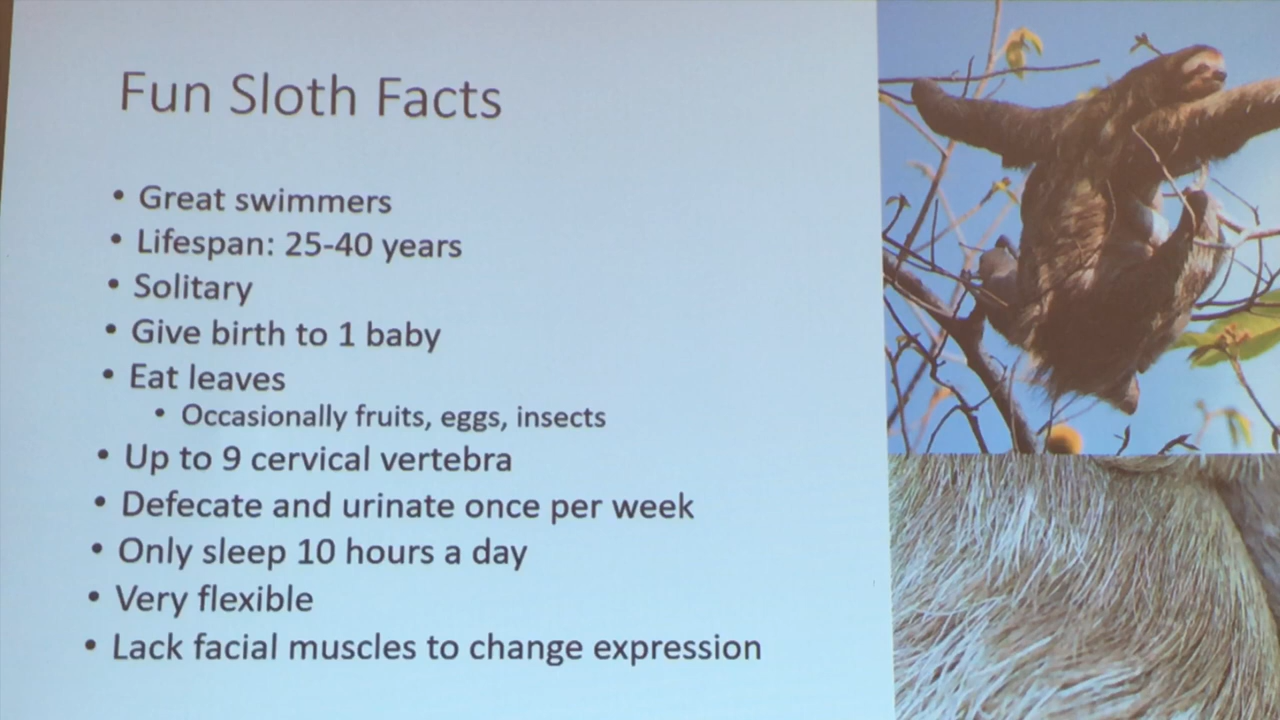 Fun Sloth Facts
• Great swimmers
• Lifespan: 25-40 years
• Solitary
• Give birth to 1 baby
• Eat leaves
• Occasionally fruits, eggs, insects
• Up to 9 cervical vertebra
• Defecate and urinate once per week
• Only sleep 10 hours a day
• Very flexible
• Lack facial muscles to change expression